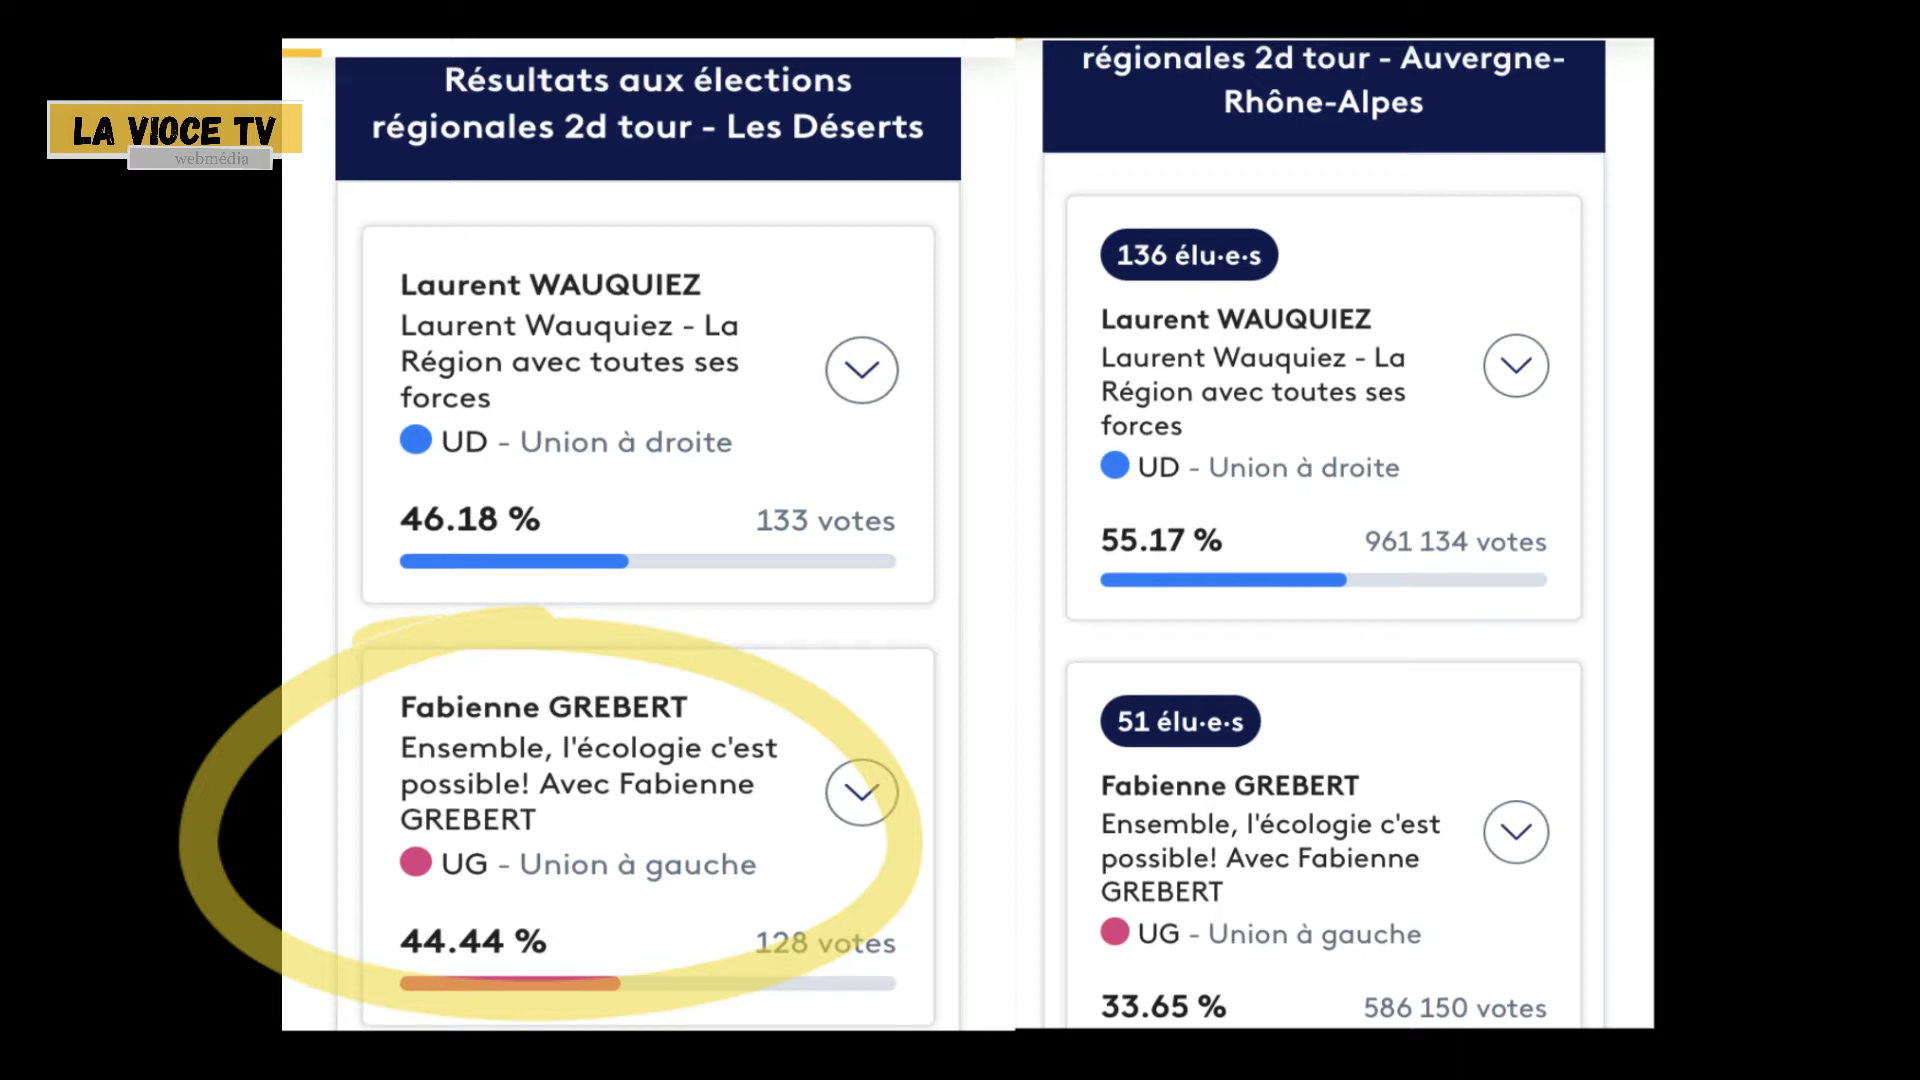 LA VIOCE TV
webmédia
Résultats aux élections
régionales 2d tour - Les Déserts
Laurent WAUQUIEZ
Laurent Wauquiez - La
Région avec toutes ses
forces
UD - Union à droite
46.18 %
133 votes
Fabienne GREBERT
Ensemble, l'écologie c'est
possible! Avec Fabienne
GREBERT
UG - Union à gauche
44.44 %
128 votes
régionales 2d tour - Auvergne-
Rhône-Alpes
136 élu·e·s
Laurent WAUQUIEZ
Laurent Wauquiez - La
Région avec toutes ses
forces
UD - Union à droite
55.17 %
961 134 votes
51 élu·e·s
Fabienne GREBERT
Ensemble, l'écologie c'est
possible! Avec Fabienne
GREBERT
UG - Union à gauche
33.65 %
586 150 votes